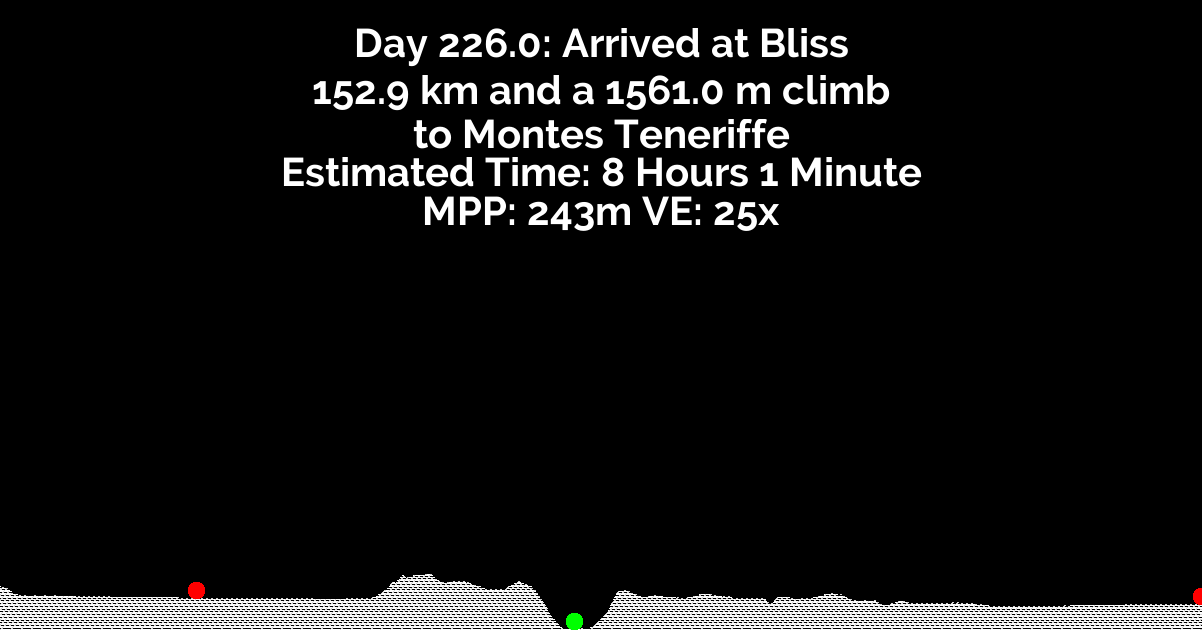 Day 226.0: Arrived at Bliss
152.9 km and a 1561.0 m climb
to Montes Teneriffe
Estimated Time: 8 Hours 1 Minute
MPP: 243m VE: 25x